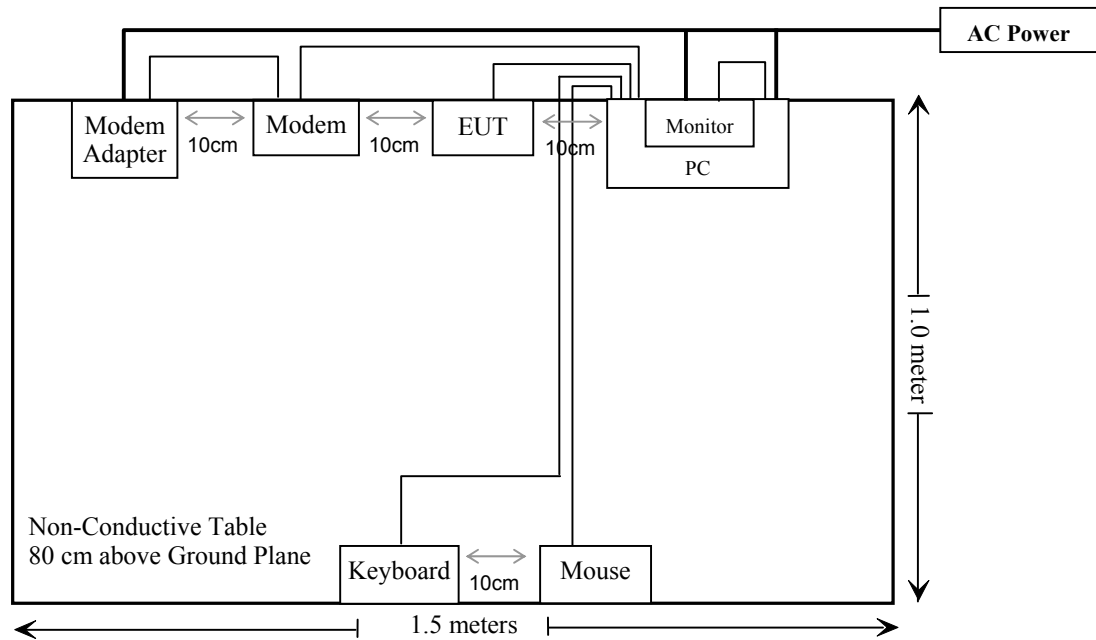 AC Power
Modem
Adapter
10cm
Modem
10cm
EUT
10cm
Monitor
PC
1.0 meter
Non-Conductive Table
80 cm above Ground Plane
Keyboard
10cm
Mouse
1.5 meters